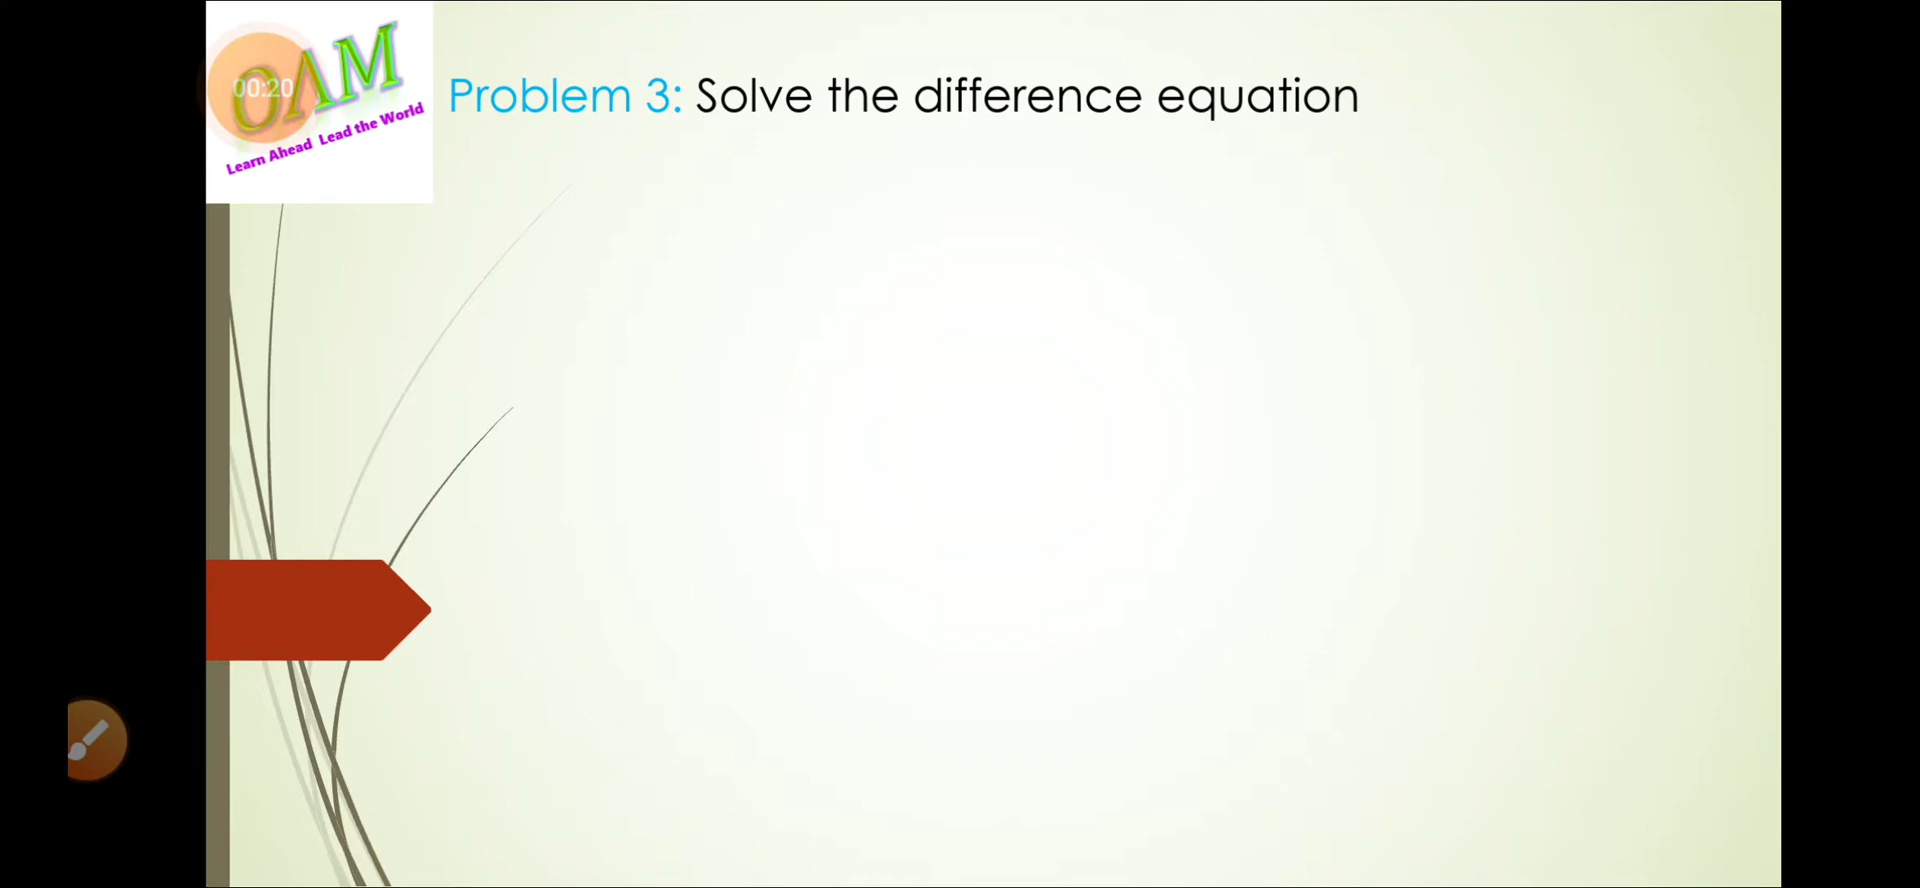 OAM
00:20
Learn Ahead Lead the World
Problem 3: Solve the difference equation